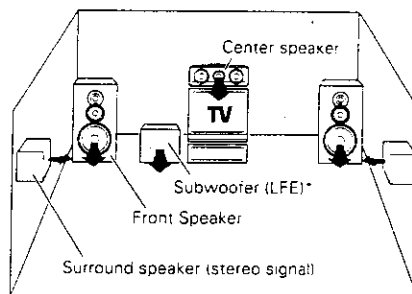 Center speaker
TV
Subwoofer (LFE)*
Front Speaker
Surround speaker (stereo signal)